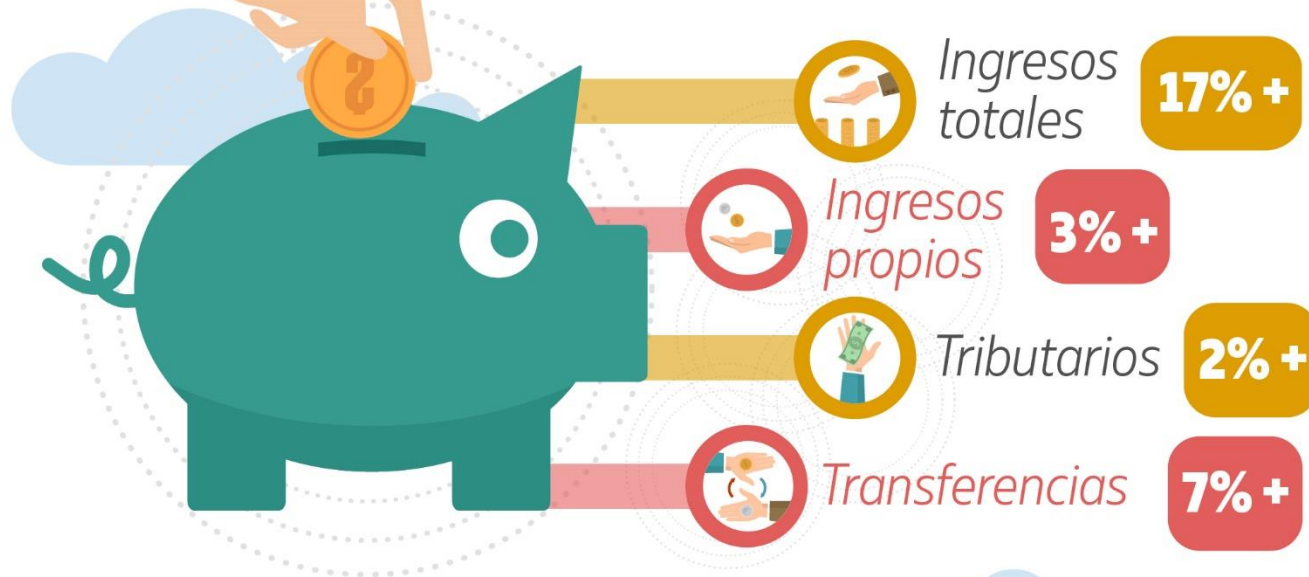 Ingresos
totales
17% +
Ingresos
propios
3% +
Tributarios
2% +
Transferencias
7% +